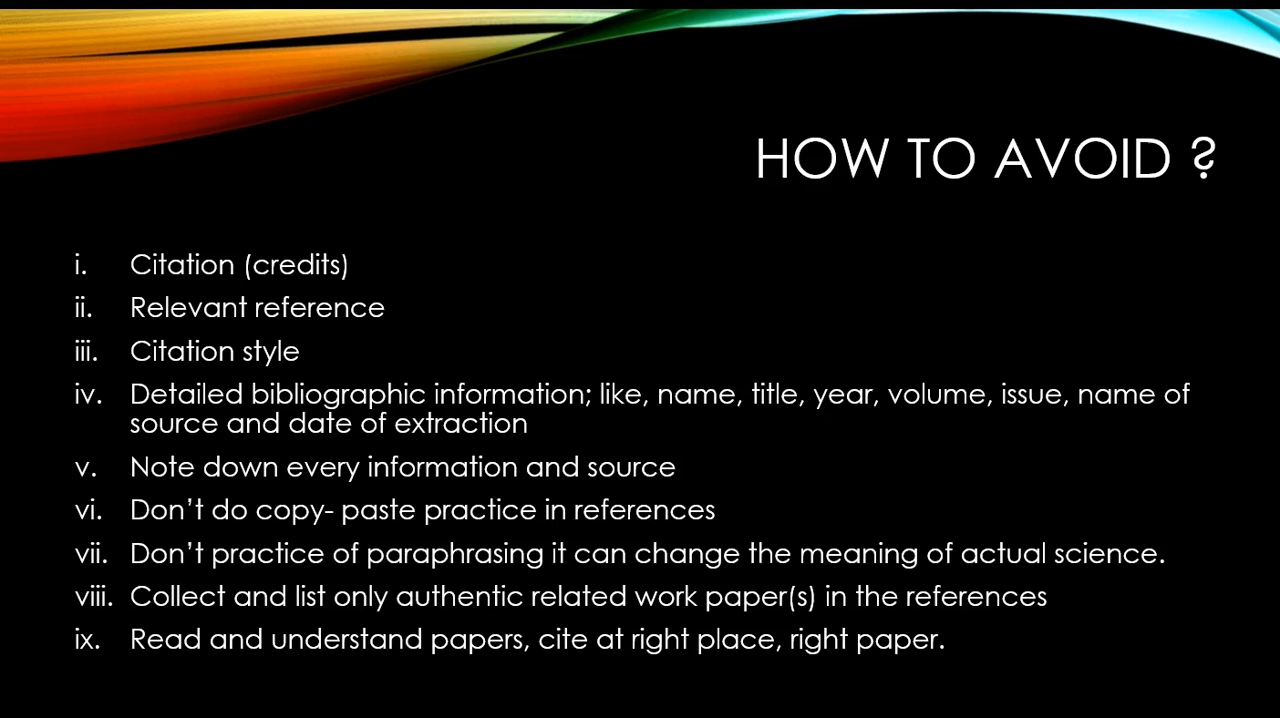 HOW TO AVOID ?
i. Citation (credits)
ii. Relevant reference
iii. Citation style
iv. Detailed bibliographic information; like, name, title, year, volume, issue, name of
source and date of extraction
v. Note down every information and source
vi. Don’t do copy- paste practice in references
vii. Don’t practice of paraphrasing it can change the meaning of actual science.
viii. Collect and list only authentic related work paper(s) in the references
ix. Read and understand papers, cite at right place, right paper.